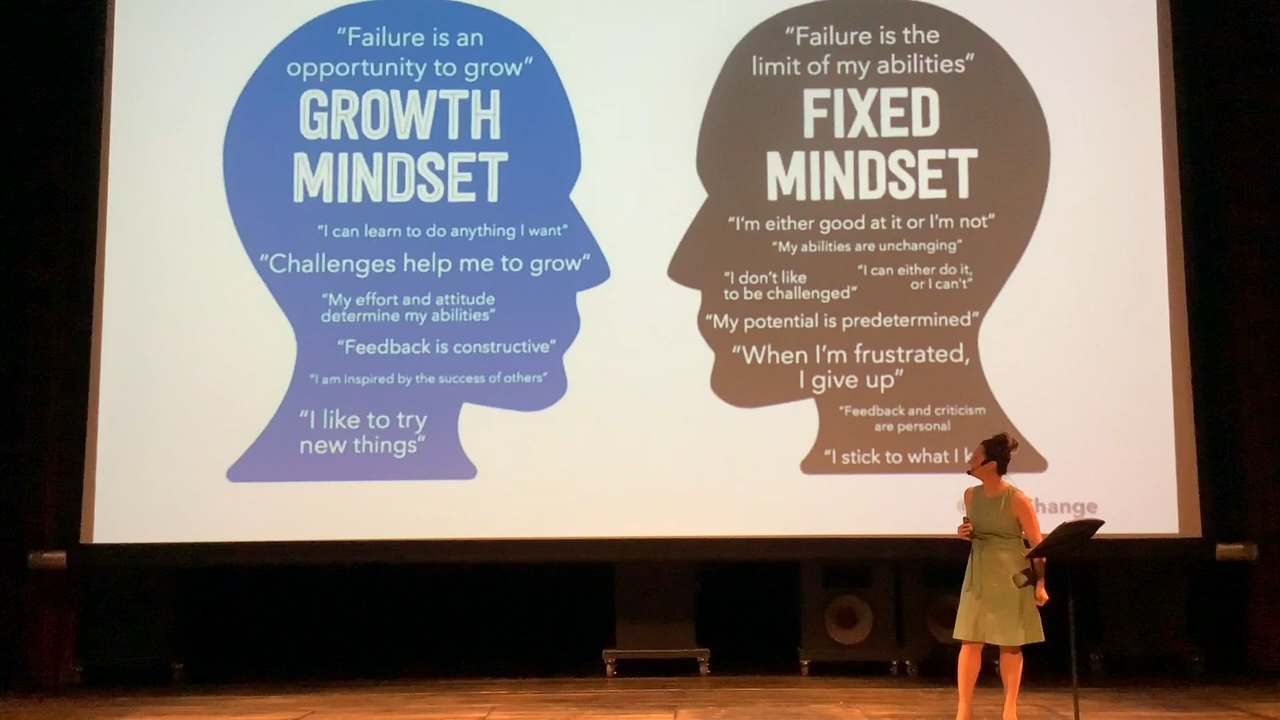 “Failure is an
opportunity to grow”
GROWTH
MINDSET
“I can learn to do anything I want”
“Challenges help me to grow”
“My effort and attitude
determine my abilities”
“Feedback is constructive”
“I am inspired by the success of others”
“I like to try
new things”
“Failure is the
limit of my abilities”
FIXED
MINDSET
“I’m either good at it or I’m not”
“My abilities are unchanging”
“I don’t like
to be challenged”
“I can either do it,
or I can’t”
“My potential is predetermined”
“When I’m frustrated,
I give up”
“Feedback and criticism
are personal
“I stick to what I